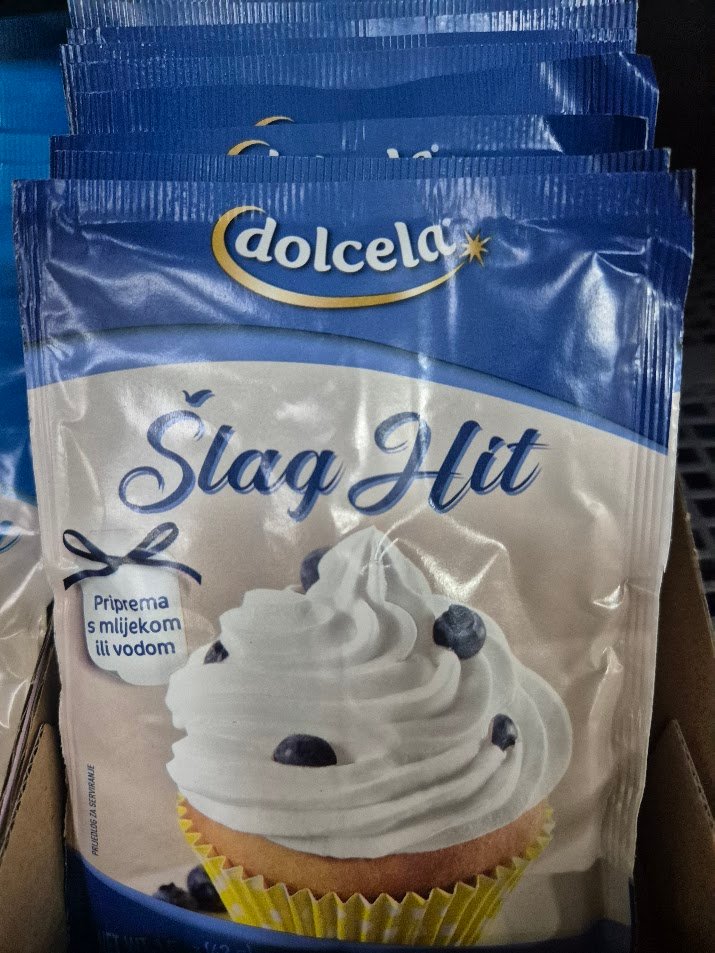 dolcela
Šlag Hit
Priprema
s mlijekom
ili vodom
PRIJEDLOG ZA SERVIRANJE